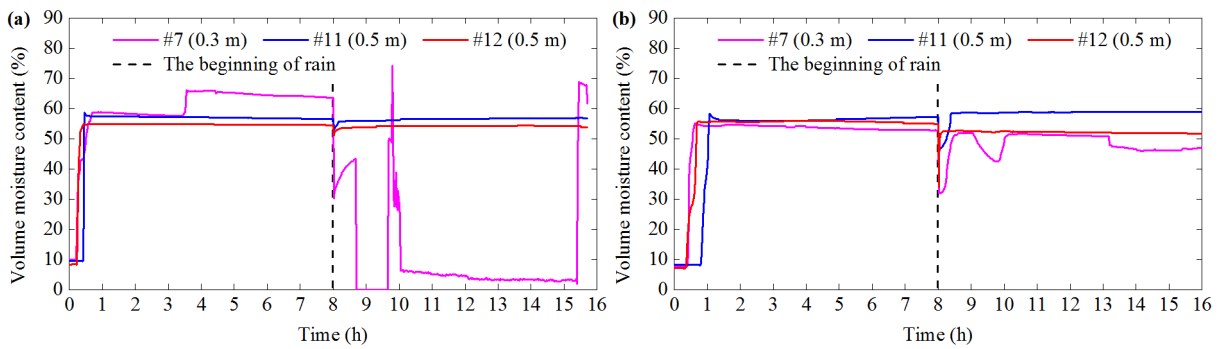 (a)
Volume moisture content (%)
90
80
70
60
50
40
30
20
10
0
#7 (0.3 m) #11 (0.5 m) #12 (0.5 m)
The beginning of rain
0 1 2 3 4 5 6 7 8 9 10 11 12 13 14 15 16
Time (h)
(b)
Volume moisture content (%)
90
80
70
60
50
40
30
20
10
0
#7 (0.3 m) #11 (0.5 m) #12 (0.5 m)
The beginning of rain
0 1 2 3 4 5 6 7 8 9 10 11 12 13 14 15 16
Time (h)